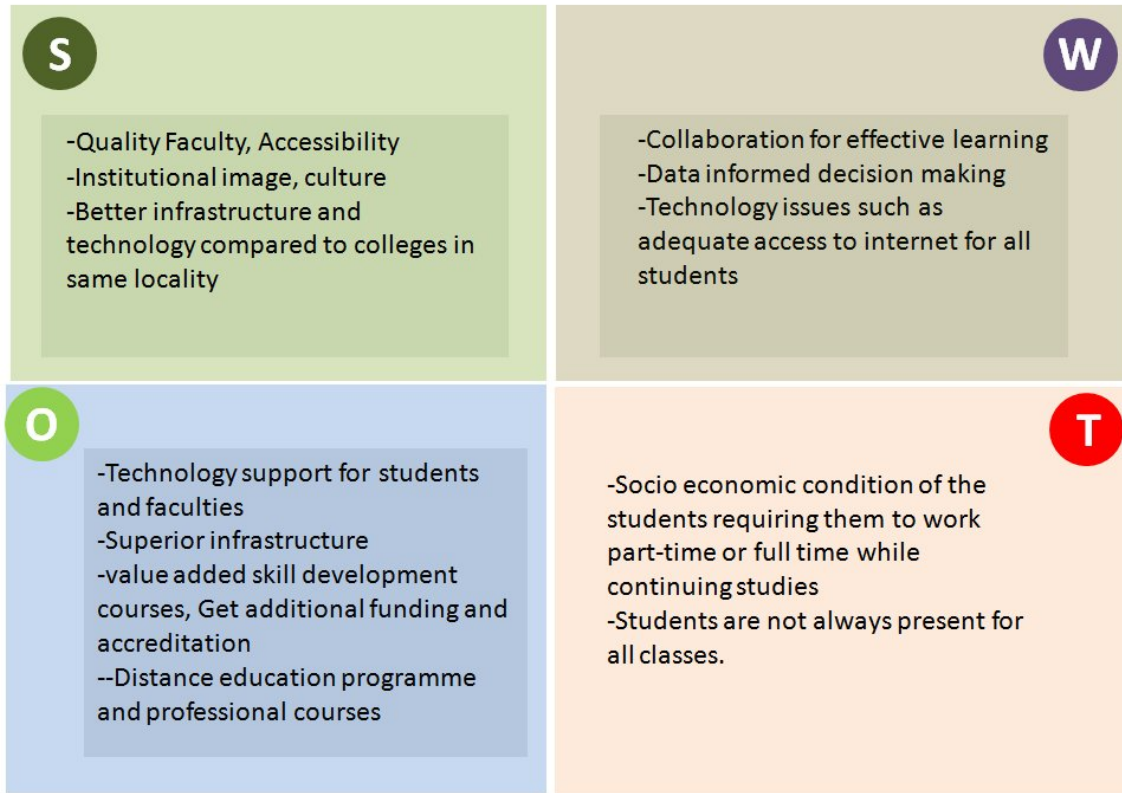 S
-Quality Faculty, Accessibility
-Institutional image, culture
-Better infrastructure and
technology compared to colleges in
same locality
W
-Collaboration for effective learning
-Data informed decision making
-Technology issues such as
adequate access to internet for all
students
O
-Technology support for students
and faculties
-Superior infrastructure
-value added skill development
courses, Get additional funding and
accreditation
--Distance education programme
and professional courses
T
-Socio economic condition of the
students requiring them to work
part-time or full time while
continuing studies
-Students are not always present for
all classes.